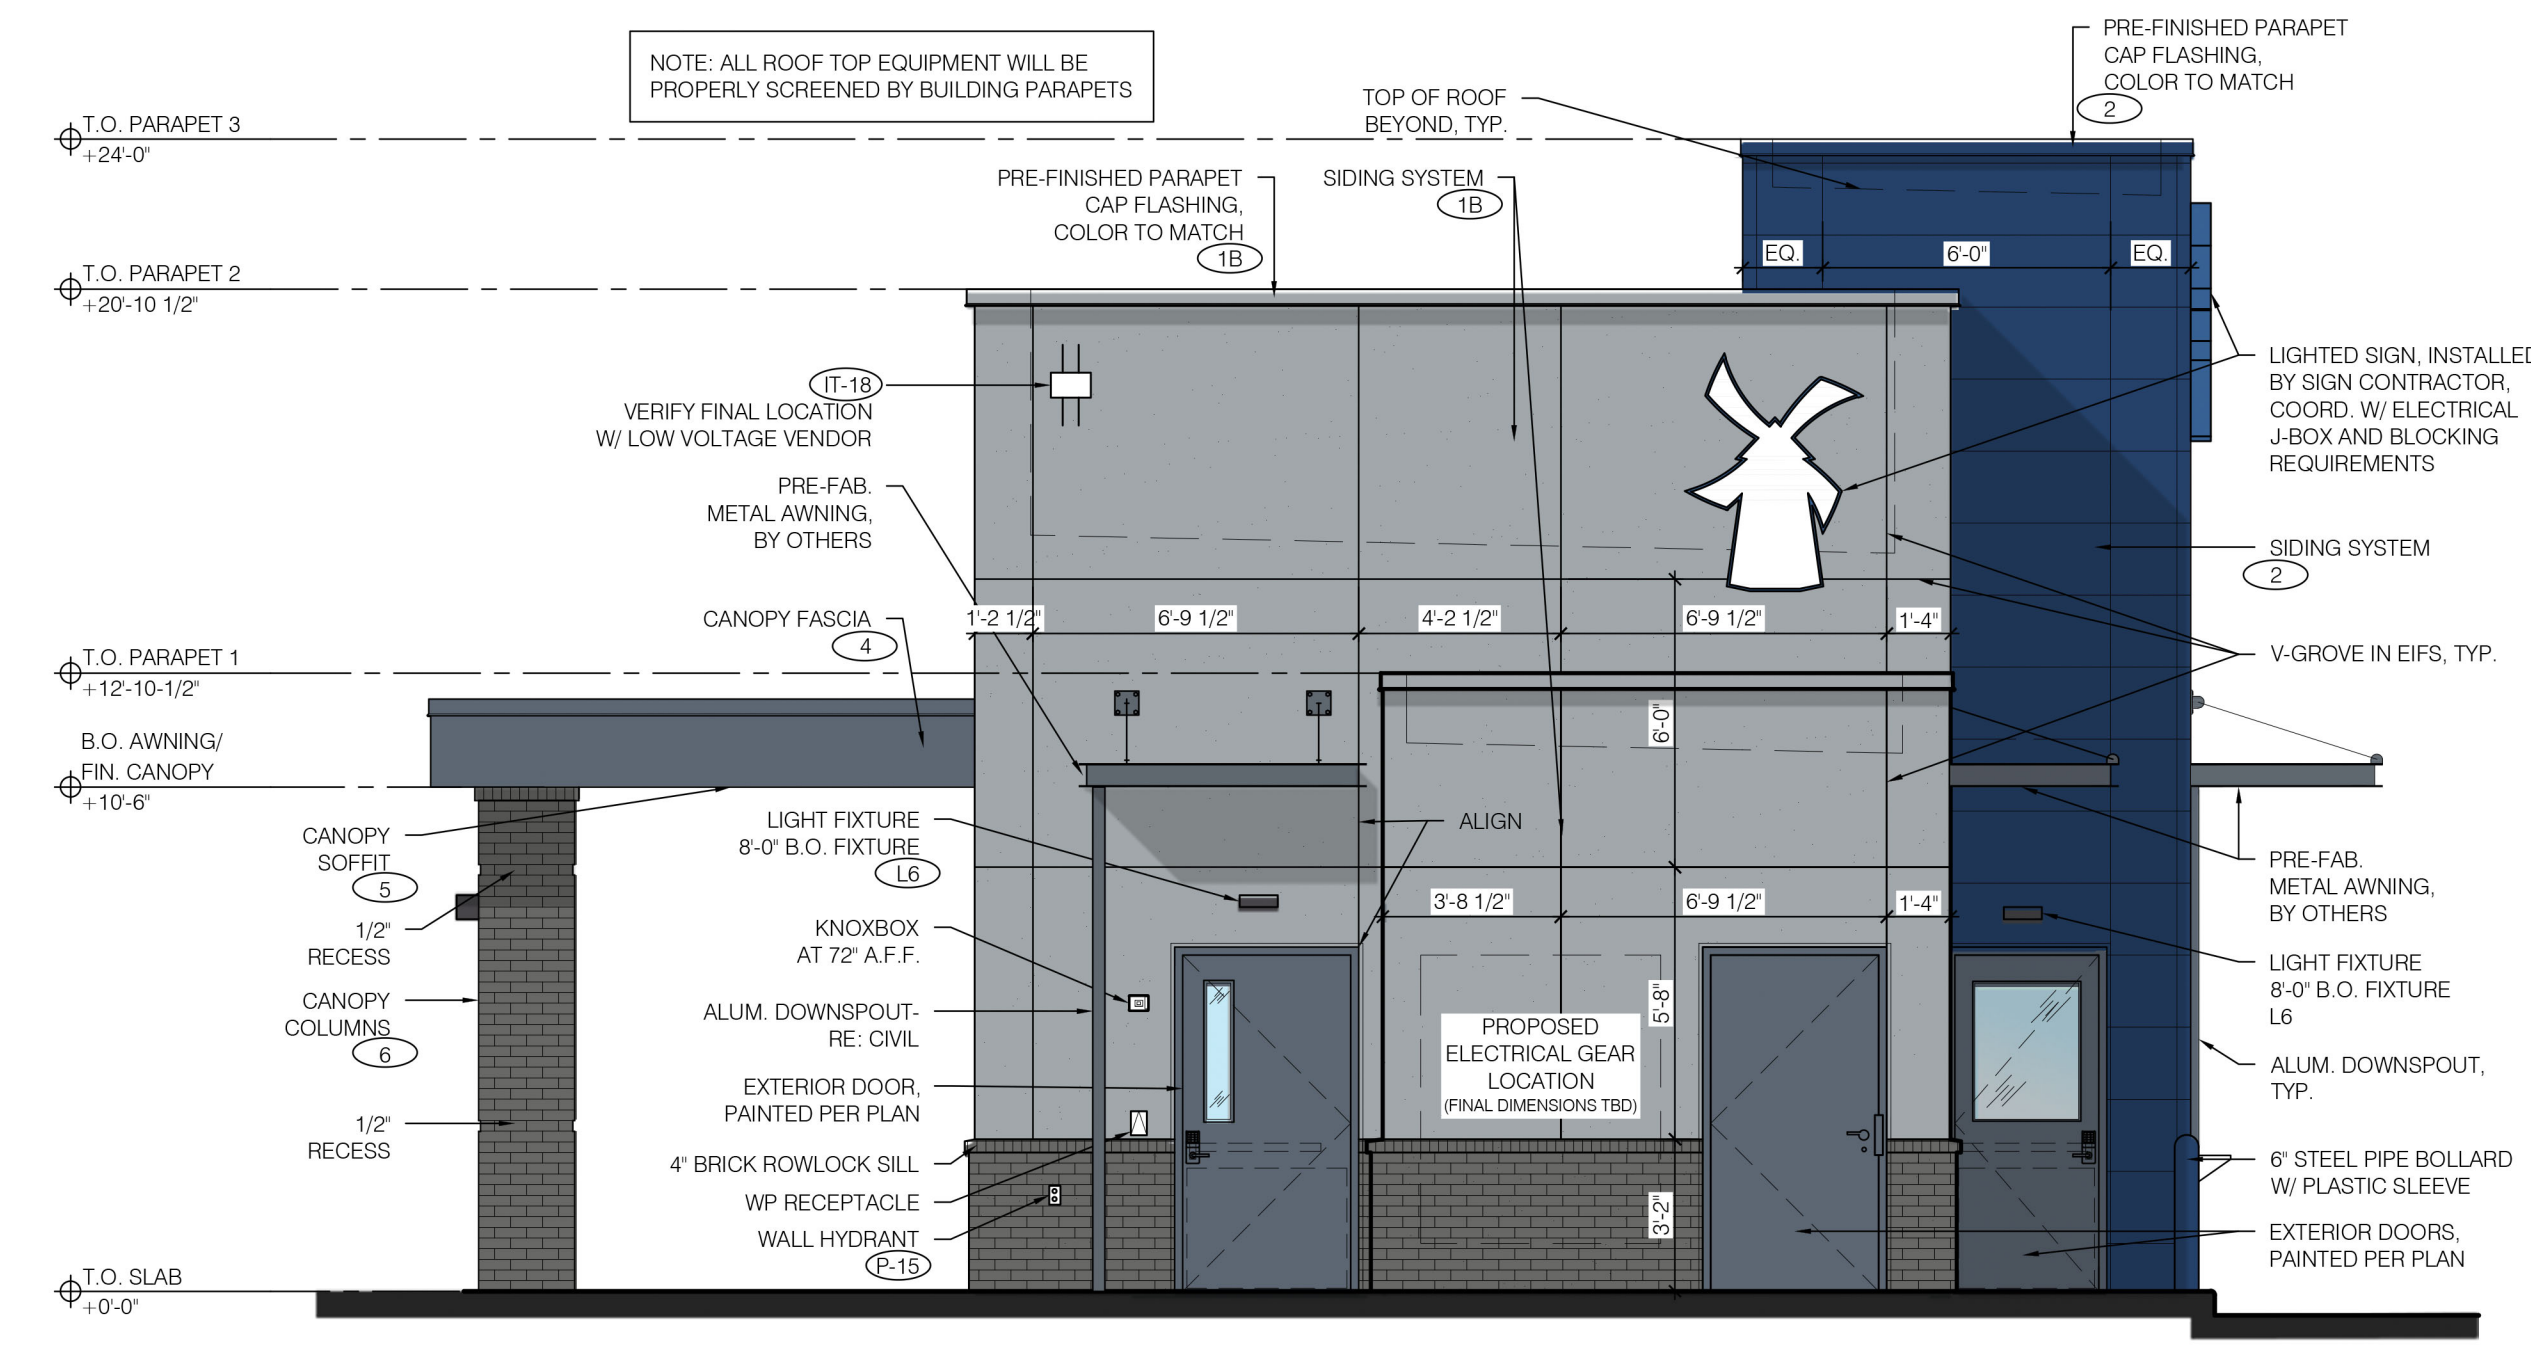 PRE-FINISHED PARAPET
CAP FLASHING,
COLOR TO MATCH
2
NOTE: ALL ROOF TOP EQUIPMENT WILL BE
PROPERLY SCREENED BY BUILDING PARAPETS
TOP OF ROOF
BEYOND, TYP.
T.O. PARAPET 3
+24'-0"
PRE-FINISHED PARAPET
CAP FLASHING,
COLOR TO MATCH
1B
SIDING SYSTEM
1B
EQ.
6'-0"
EQ.
T.O. PARAPET 2
+20'-10 1/2"
LIGHTED SIGN, INSTALLED
BY SIGN CONTRACTOR,
COORD. W/ ELECTRICAL
J-BOX AND BLOCKING
REQUIREMENTS
IT-18
VERIFY FINAL LOCATION
W/ LOW VOLTAGE VENDOR
PRE-FAB.
METAL AWNING,
BY OTHERS
SIDING SYSTEM
2
CANOPY FASCIA
4
1'-2 1/2"
6'-9 1/2"
4'-2 1/2"
6'-9 1/2"
1'-4"
V-GROVE IN EIFS, TYP.
T.O. PARAPET 1
+12'-10-1/2"
6'-0"
B.O. AWNING/
FIN. CANOPY
+10'-6"
CANOPY
SOFFIT
5
LIGHT FIXTURE
8'-0" B.O. FIXTURE
L6
ALIGN
PRE-FAB.
METAL AWNING,
BY OTHERS
3'-8 1/2"
6'-9 1/2"
1'-4"
1/2"
RECESS
KNOXBOX
AT 72" A.F.F.
LIGHT FIXTURE
8'-0" B.O. FIXTURE
L6
CANOPY
COLUMNS
6
ALUM. DOWNSPOUT-
RE: CIVIL
5'-8"
PROPOSED
ELECTRICAL GEAR
LOCATION
(FINAL DIMENSIONS TBD)
ALUM. DOWNSPOUT,
TYP.
EXTERIOR DOOR,
PAINTED PER PLAN
1/2"
RECESS
4" BRICK ROWLOCK SILL
WP RECEPTACLE
WALL HYDRANT
P-15
3'-2"
6" STEEL PIPE BOLLARD
W/ PLASTIC SLEEVE
EXTERIOR DOORS,
PAINTED PER PLAN
T.O. SLAB
+0'-0"